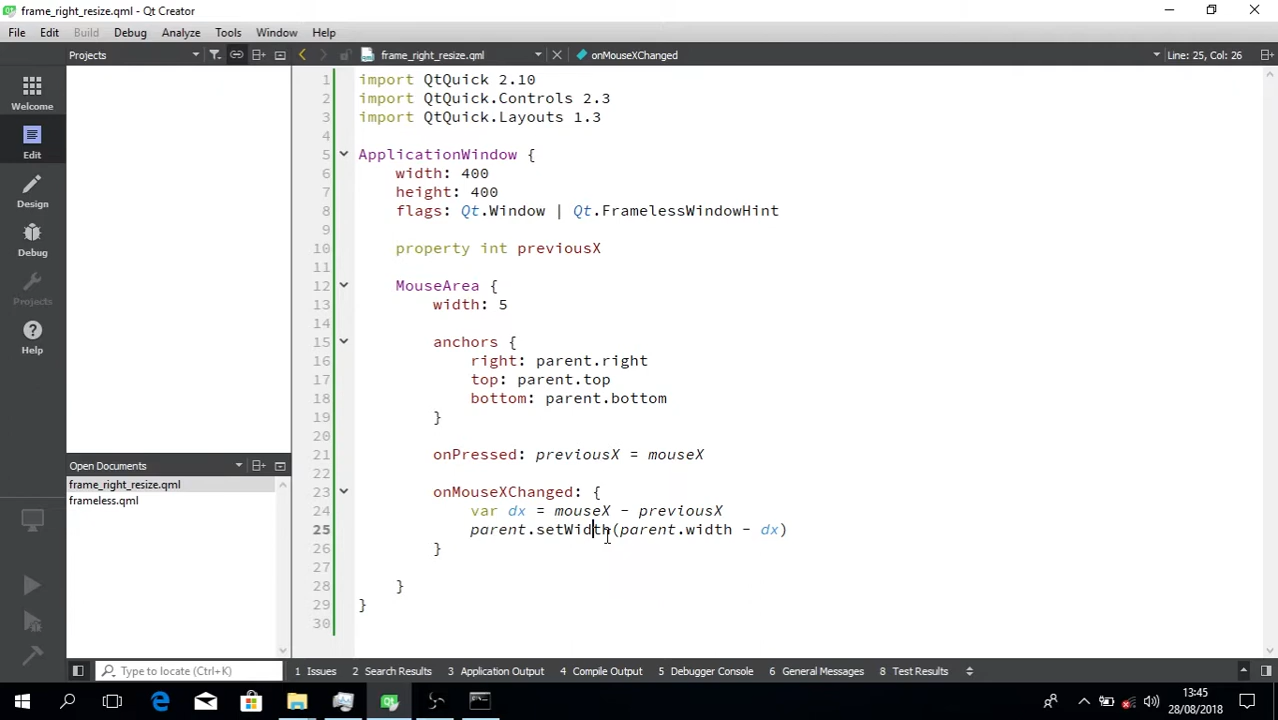 frame_right_resize.qml - Qt Creator
File Edit Build Debug Analyze Tools Window Help
Projects
frame_right_resize.qml
onMouseXChanged
Line: 25, Col: 26
Welcome
Edit
Design
Debug
Projects
Help
1 import QtQuick 2.10
2 import QtQuick.Controls 2.3
3 import QtQuick.Layouts 1.3
4
5 ApplicationWindow {
6 width: 400
7 height: 400
8 flags: Qt.Window | Qt.FramelessWindowHint
9
10 property int previousX
11
12 MouseArea {
13 width: 5
14
15 anchors {
16 right: parent.right
17 top: parent.top
18 bottom: parent.bottom
19 }
20
21 onPressed: previousX = mouseX
22
23 onMouseXChanged: {
24 var dx = mouseX - previousX
25 parent.setWidth(parent.width - dx)
26 }
27
28 }
29 }
30
Open Documents
frame_right_resize.qml
frameless.qml
Type to locate (Ctrl+K)
1 Issues 2 Search Results 3 Application Output 4 Compile Output 5 Debugger Console 6 General Messages 8 Test Results
13:45
28/08/2018